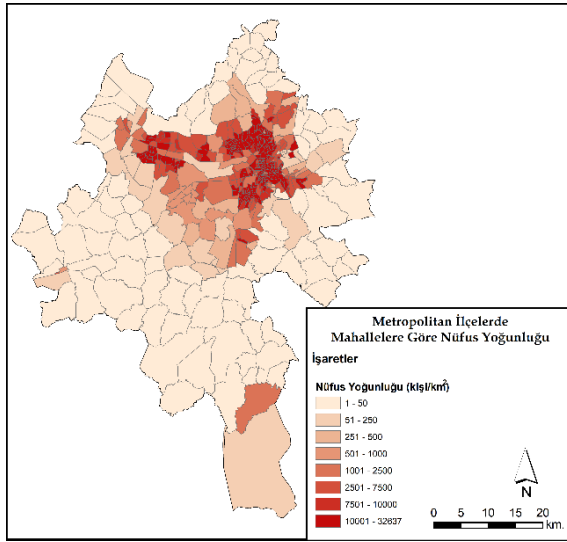 Metropolitan İlçelerde
Mahallelere Göre Nüfus Yoğunluğu
İşaretler
Nüfus Yoğunluğu (kişi/km²)
1 - 50
51 - 250
251 - 500
501 - 1000
1001 - 2500
2501 - 7500
7501 - 10000
10001 - 32637
N
0 5 10 20
km.